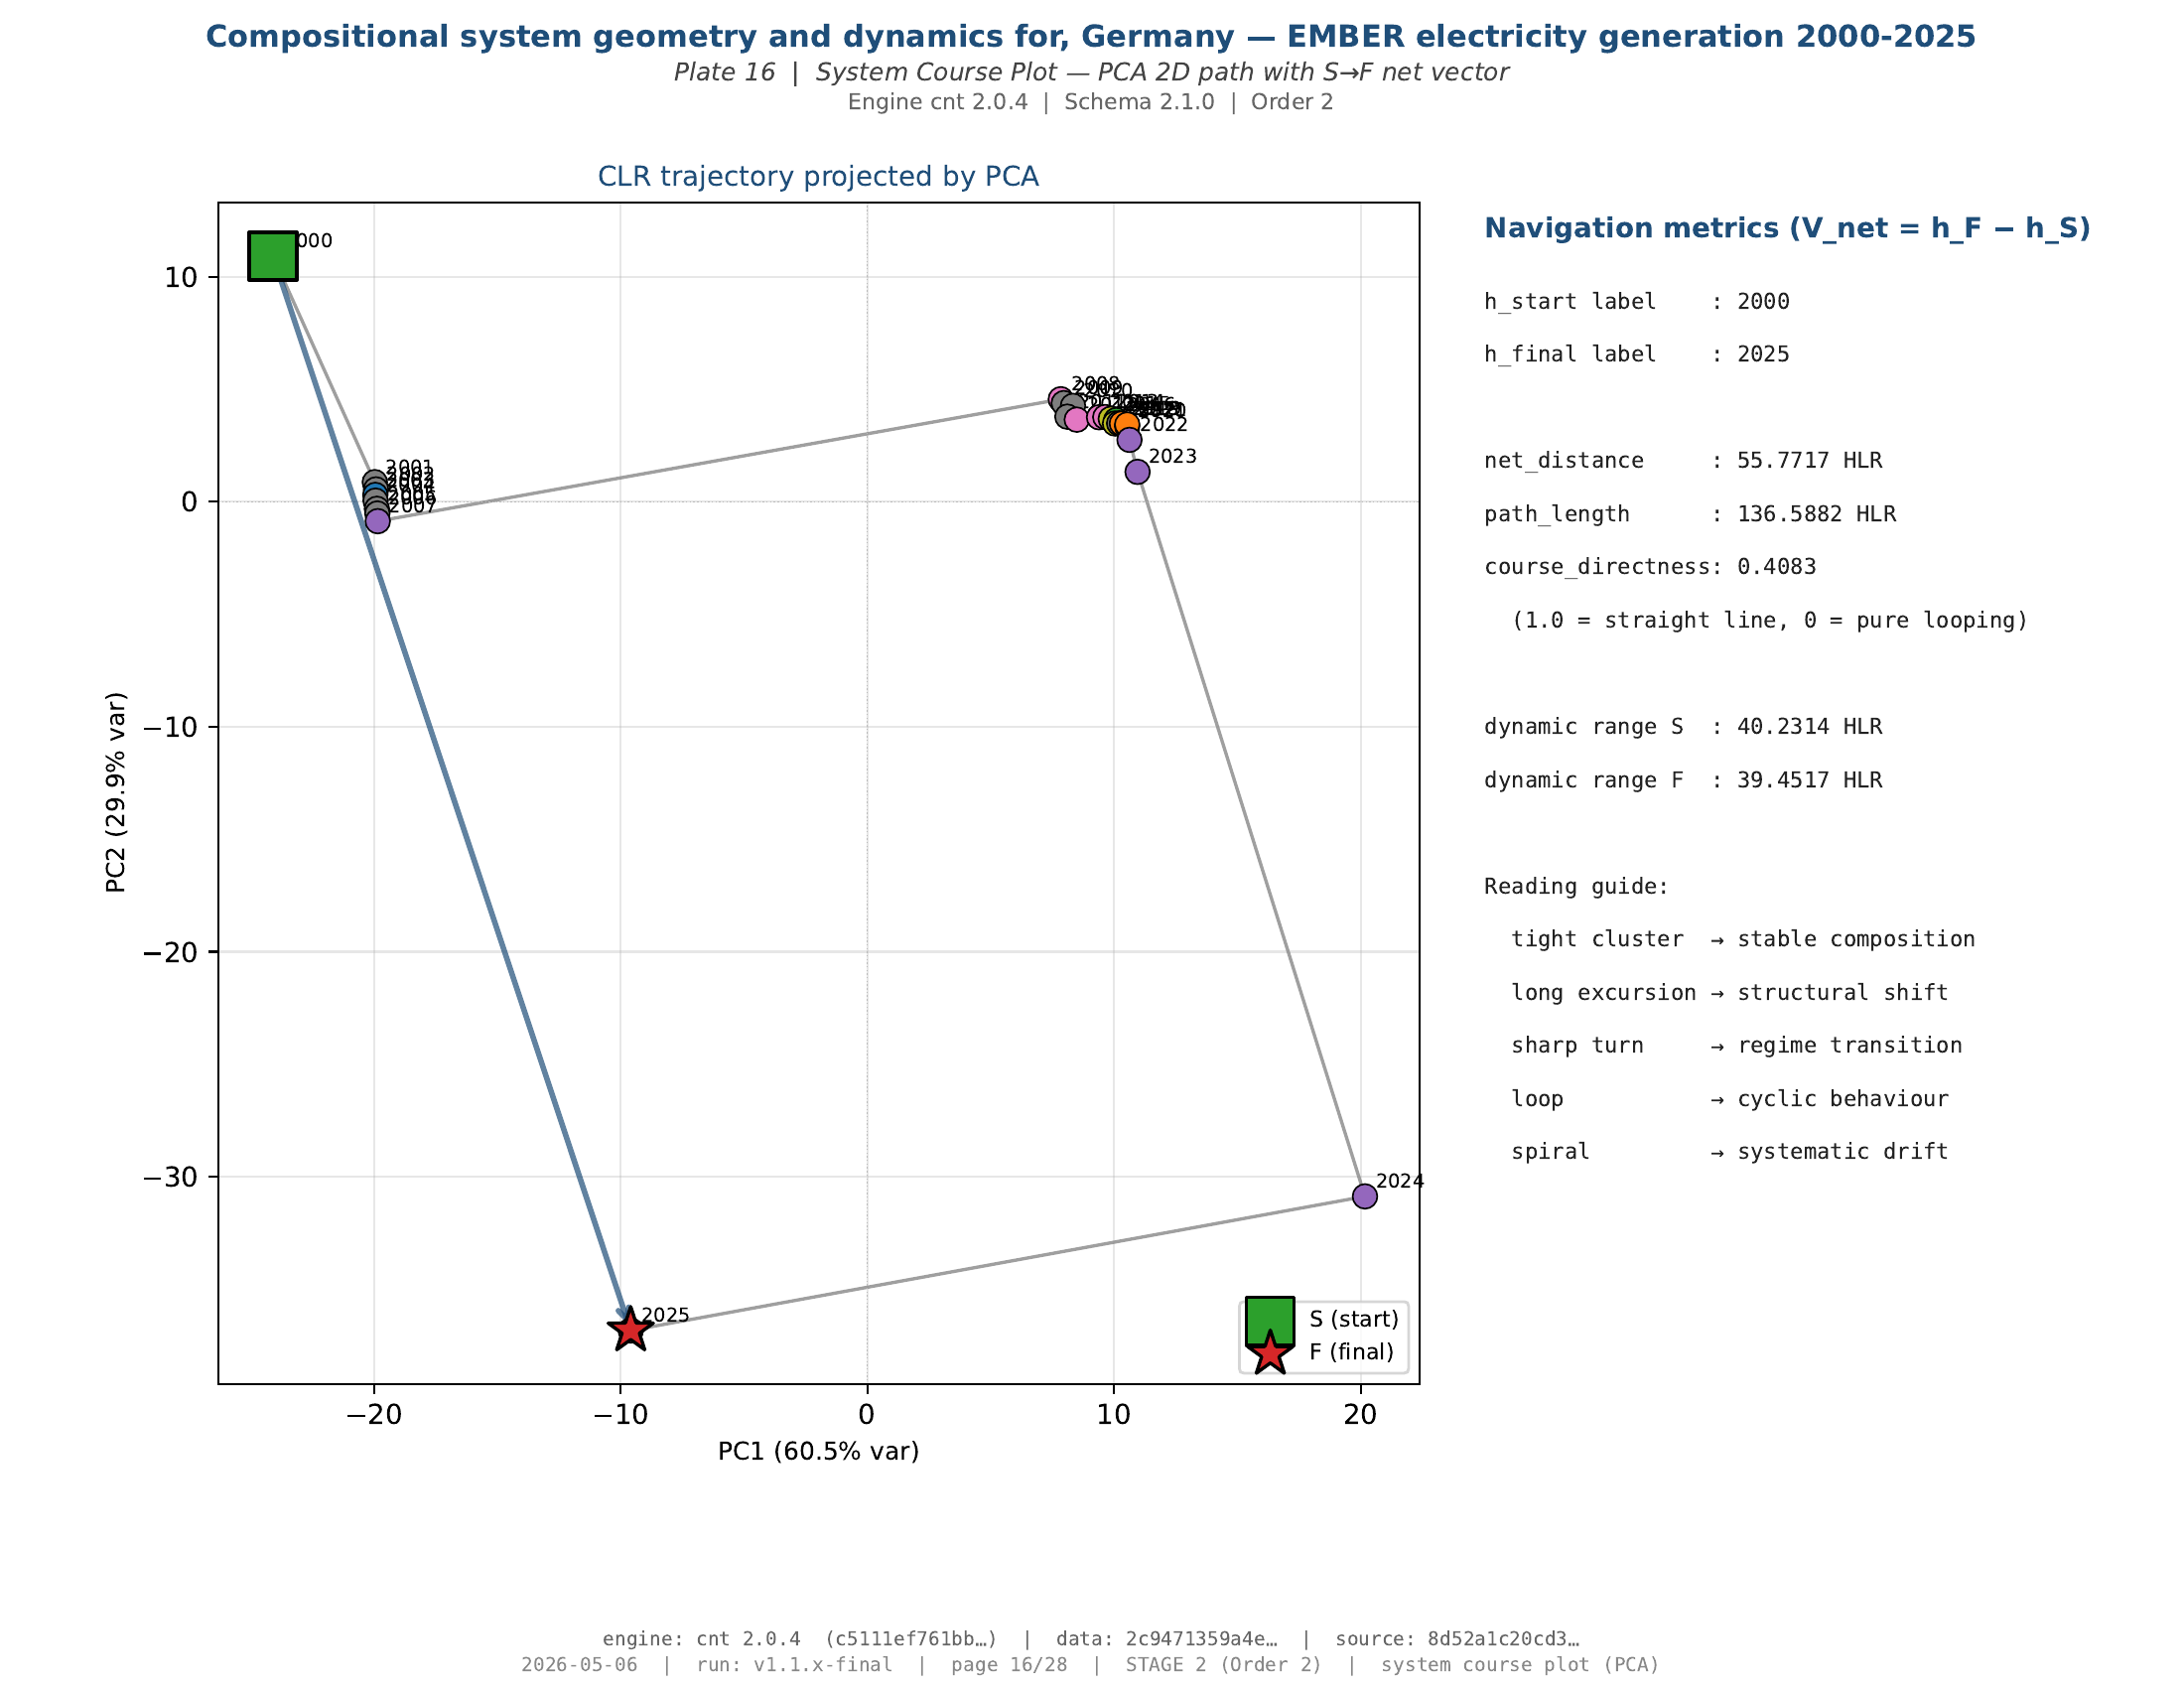 Compositional system geometry and dynamics for, Germany — EMBER electricity generation 2000-2025
Plate 16 | System Course Plot — PCA 2D path with S→F net vector
Engine cnt 2.0.4 | Schema 2.1.0 | Order 2
CLR trajectory projected by PCA
10
0
−10
−20
−30
PC2 (29.9% var)
000
2001
2007
2008
2022
2023
2024
2025
S (start)
F (final)
−20
−10
0
10
20
PC1 (60.5% var)
Navigation metrics (V_net = h_F − h_S)
h_start label : 2000
h_final label : 2025
net_distance : 55.7717 HLR
path_length : 136.5882 HLR
course_directness: 0.4083
(1.0 = straight line, 0 = pure looping)
dynamic range S : 40.2314 HLR
dynamic range F : 39.4517 HLR
Reading guide:
tight cluster → stable composition
long excursion → structural shift
sharp turn → regime transition
loop → cyclic behaviour
spiral → systematic drift
engine: cnt 2.0.4 (c5111ef761bb…) | data: 2c9471359a4e… | source: 8d52a1c20cd3…
2026-05-06 | run: v1.1.x-final | page 16/28 | STAGE 2 (Order 2) | system course plot (PCA)